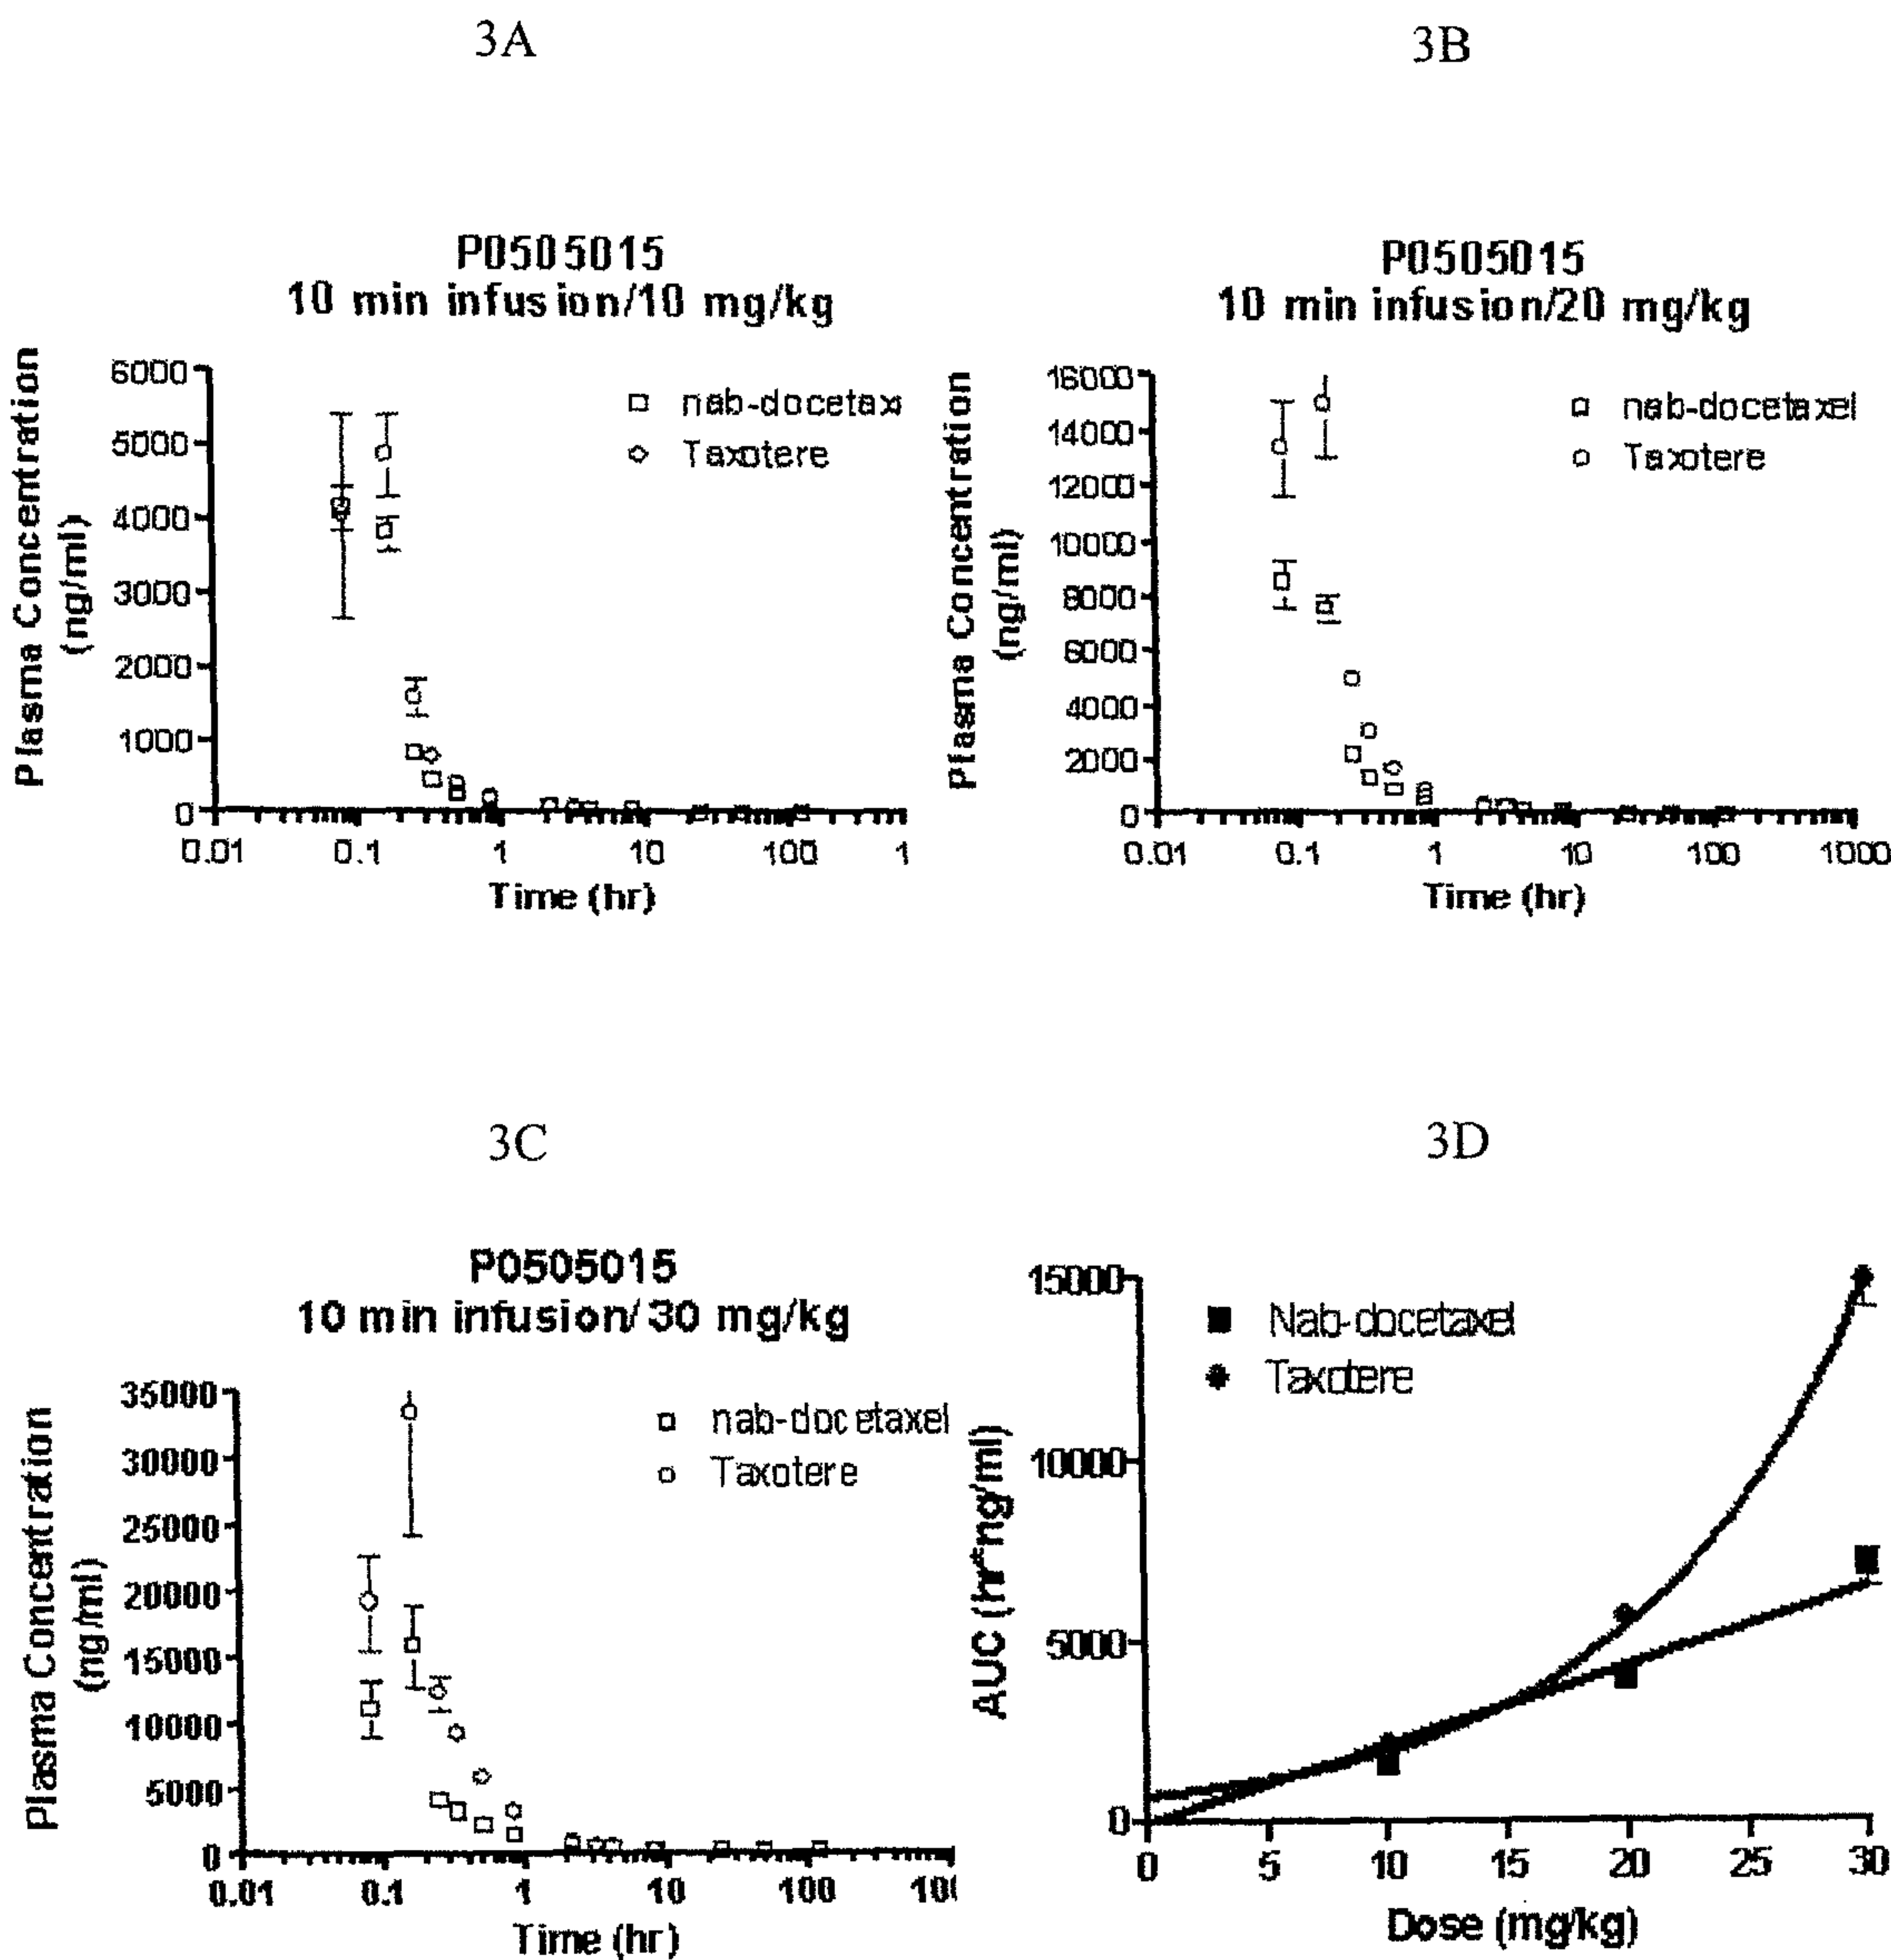 3A
3B
P0505015
10 min infusion/10 mg/kg
Plasma Concentration
(ng/ml)
6000
5000
4000
3000
2000
1000
0
nab-docetax
Taxotere
0.01
0.1
1
10
100
1
Time (hr)
P0505015
10 min infusion/20 mg/kg
Plasma Concentration
(ng/ml)
16000
14000
12000
10000
8000
6000
4000
2000
0
nab-docetaxel
Taxotere
0.01
0.1
1
10
100
1000
Time (hr)
3C
3D
P0505015
10 min infusion/30 mg/kg
Plasma Concentration
(ng/ml)
35000
30000
25000
20000
15000
10000
5000
0
nab-docetaxel
Taxotere
0.01
0.1
1
10
100
100
Time (hr)
AUC (hr*ng/ml)
15000
10000
5000
0
Nab-docetaxel
Taxotere
0
5
10
15
20
25
30
Dose (mg/kg)